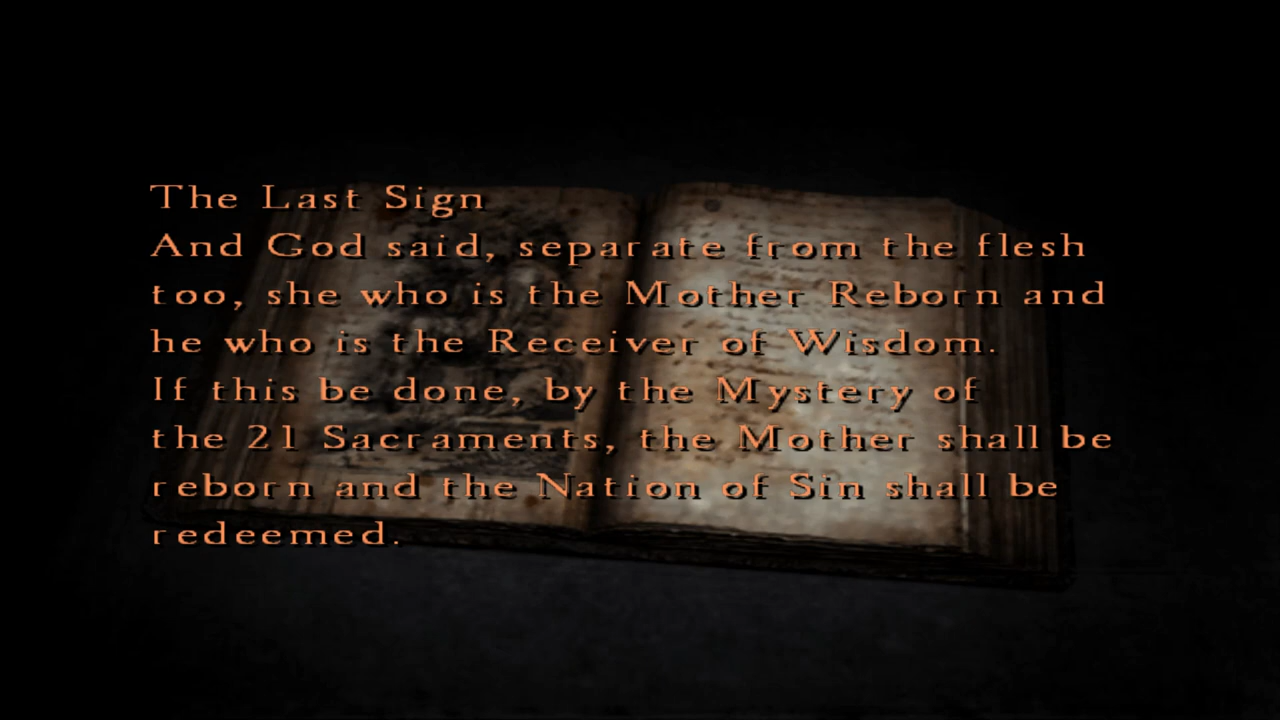 The Last Sign
And God said, separate from the flesh
too, she who is the Mother Reborn and
he who is the Receiver of Wisdom.
If this be done, by the Mystery of
the 21 Sacraments, the Mother shall be
reborn and the Nation of Sin shall be
redeemed.